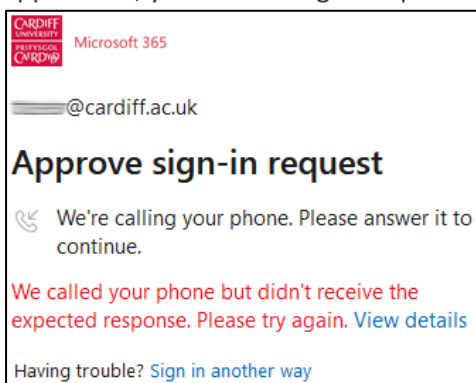 CARDIFF
UNIVERSITY
PRIFYSGOL
CAERDYDD
Microsoft 365
@cardiff.ac.uk
Approve sign-in request
We're calling your phone. Please answer it to
continue.
We called your phone but didn't receive the
expected response. Please try again. View details
Having trouble? Sign in another way